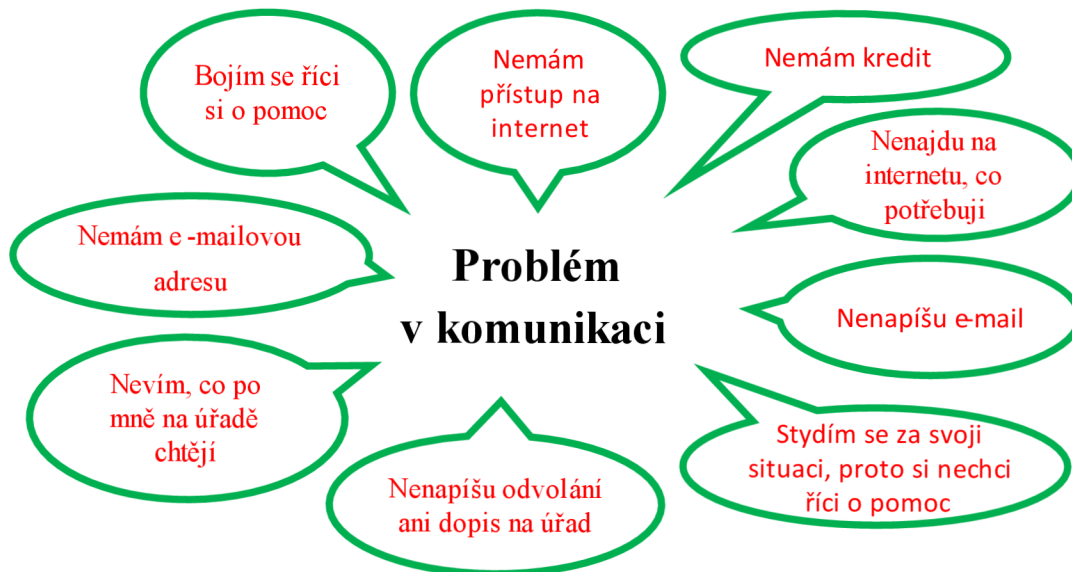 Bojím se říci
si o pomoc
Nemám
přístup na
internet
Nemám kredit
Nenajdu na
internetu, co
potřebuji
Nemám e -mailovou
adresu
Problém
v komunikaci
Nenapíšu e-mail
Nevím, co po
mně na úřadě
chtějí
Nenapíšu odvolání
ani dopis na úřad
Stydím se za svoji
situaci, proto si nechci
říci o pomoc